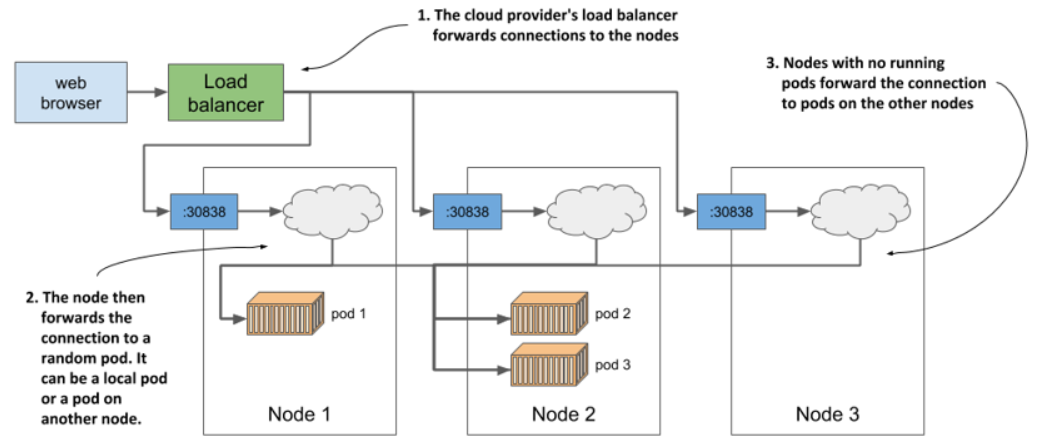 1. The cloud provider's load balancer
forwards connections to the nodes
web
browser
Load
balancer
3. Nodes with no running
pods forward the connection
to pods on the other nodes
:30838
:30838
:30838
2. The node then
forwards the
connection to a
random pod. It
can be a local pod
or a pod on
another node.
pod 1
pod 2
pod 3
Node 1
Node 2
Node 3